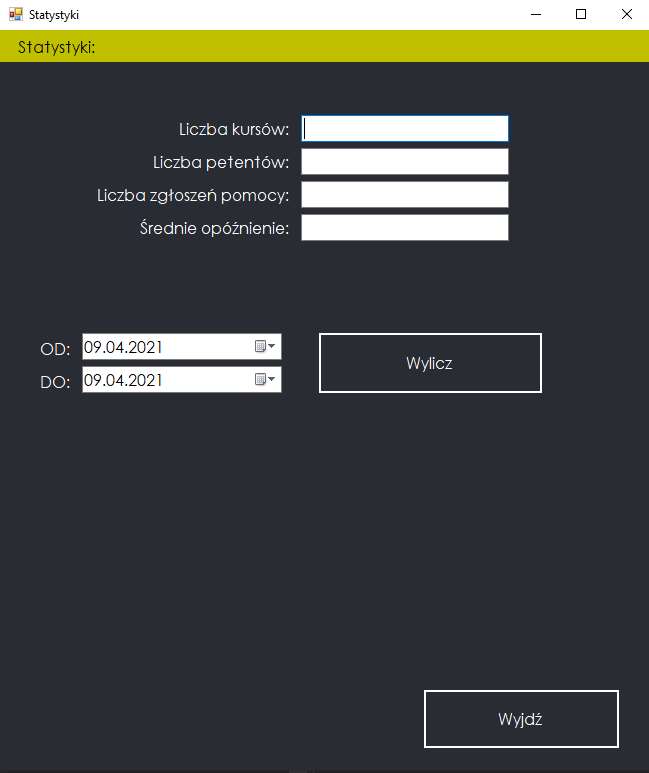 Statystyki
Statystyki:
Liczba kursów:
Liczba petentów:
Liczba zgłoszeń pomocy:
Średnie opóźnienie:
OD: 09.04.2021
Wylicz
DO: 09.04.2021
Wyjdź